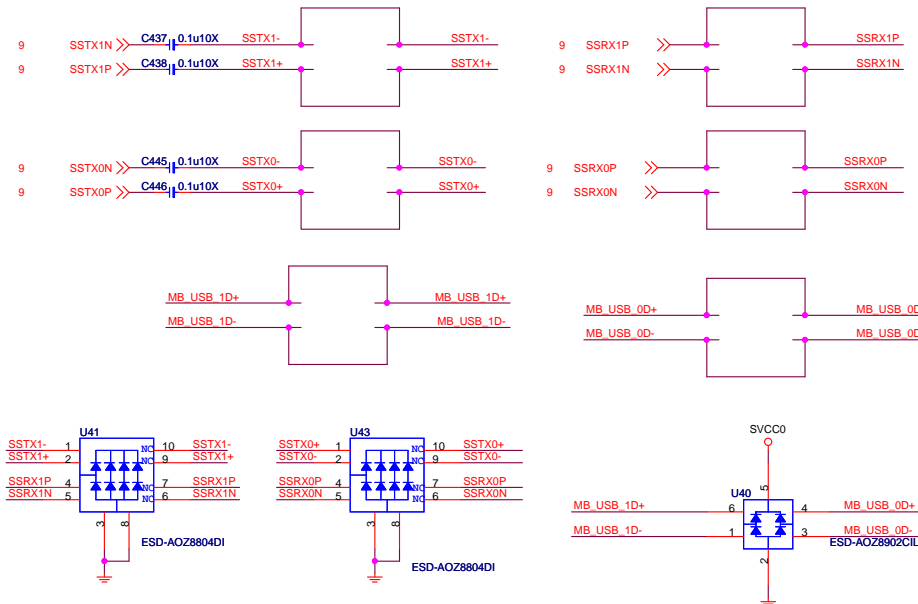 9 SSTX1N C437 0.1u10X SSTX1- SSTX1- 9 SSRX1P SSRX1P
9 SSTX1P C438 0.1u10X SSTX1+ SSTX1+ 9 SSRX1N SSRX1N
9 SSTX0N C445 0.1u10X SSTX0- SSTX0- 9 SSRX0P SSRX0P
9 SSTX0P C446 0.1u10X SSTX0+ SSTX0+ 9 SSRX0N SSRX0N
MB_USB_1D+ MB_USB_1D+ MB_USB_0D+ MB_USB_0D
MB_USB_1D- MB_USB_1D- MB_USB_0D- MB_USB_0D
U41
SSTX1- 1 NC 10 SSTX1-
SSTX1+ 2 NC 9 SSTX1+
SSRX1P 4 NC 7 SSRX1P
SSRX1N 5 NC 6 SSRX1N
3 8
ESD-AOZ8804DI
U43
SSTX0+ 1 NC 10 SSTX0+
SSTX0- 2 NC 9 SSTX0-
SSRX0P 4 NC 7 SSRX0P
SSRX0N 5 NC 6 SSRX0N
3 8
ESD-AOZ8804DI
SVCC0
5
U40
MB_USB_1D+ 6 4 MB_USB_0D+
MB_USB_1D- 1 3 MB_USB_0D-
2
ESD-AOZ8902CIL